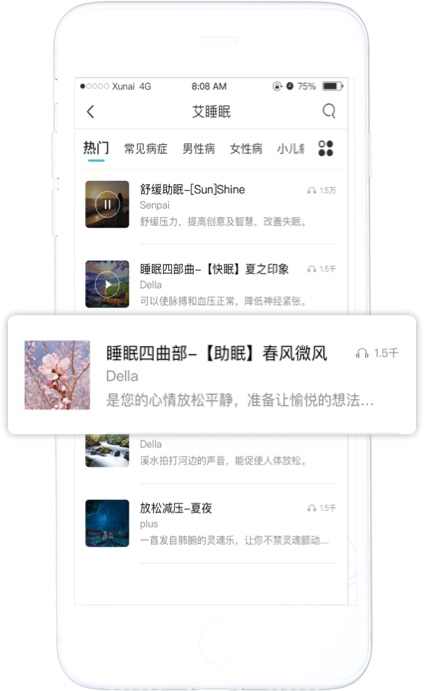 Xunai 4G 8:08 AM 75%
艾睡眠
热门 常见病症 男性病 女性病 小儿
舒缓助眠-[Sun]Shine 1.5万
Senpai
舒缓压力，提高创意及智慧，改善失眠。
睡眠四部曲-【快眠】夏之印象 1.5千
Della
可以使脉搏和血压正常，降低神经紧张。
睡眠四曲部-【助眠】春风微风 1.5千
Della
是您的心情放松平静，准备让愉悦的想法…
Della
溪水拍打河边的声音，能促使人体放松。
放松减压-夏夜 1.5千
plus
一首发自肺腑的灵魂乐，让你不禁灵魂颤动…